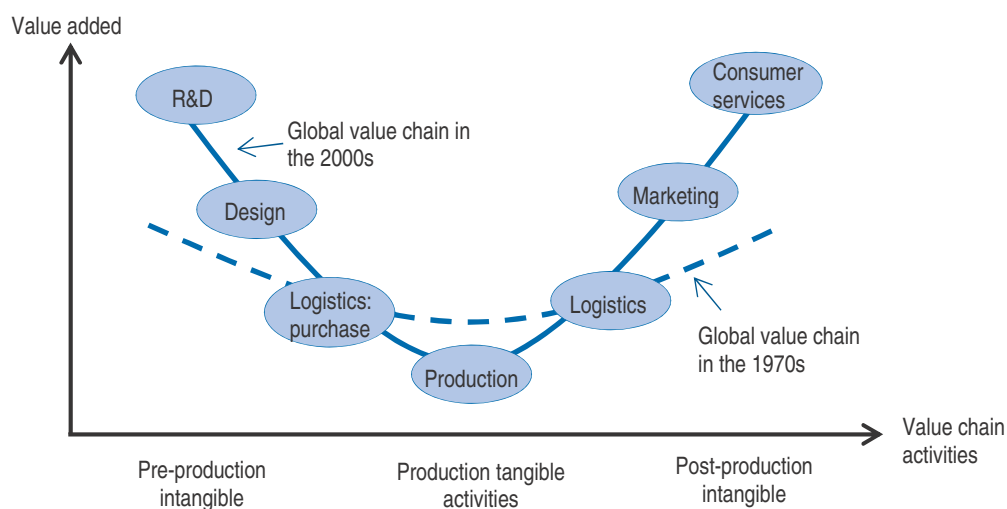 Value added
R&D
Global value chain in
the 2000s
Design
Logistics:
purchase
Production
Logistics
Marketing
Consumer
services
Global value chain
in the 1970s
Value chain
activities
Pre-production
intangible
Production tangible
activities
Post-production
intangible